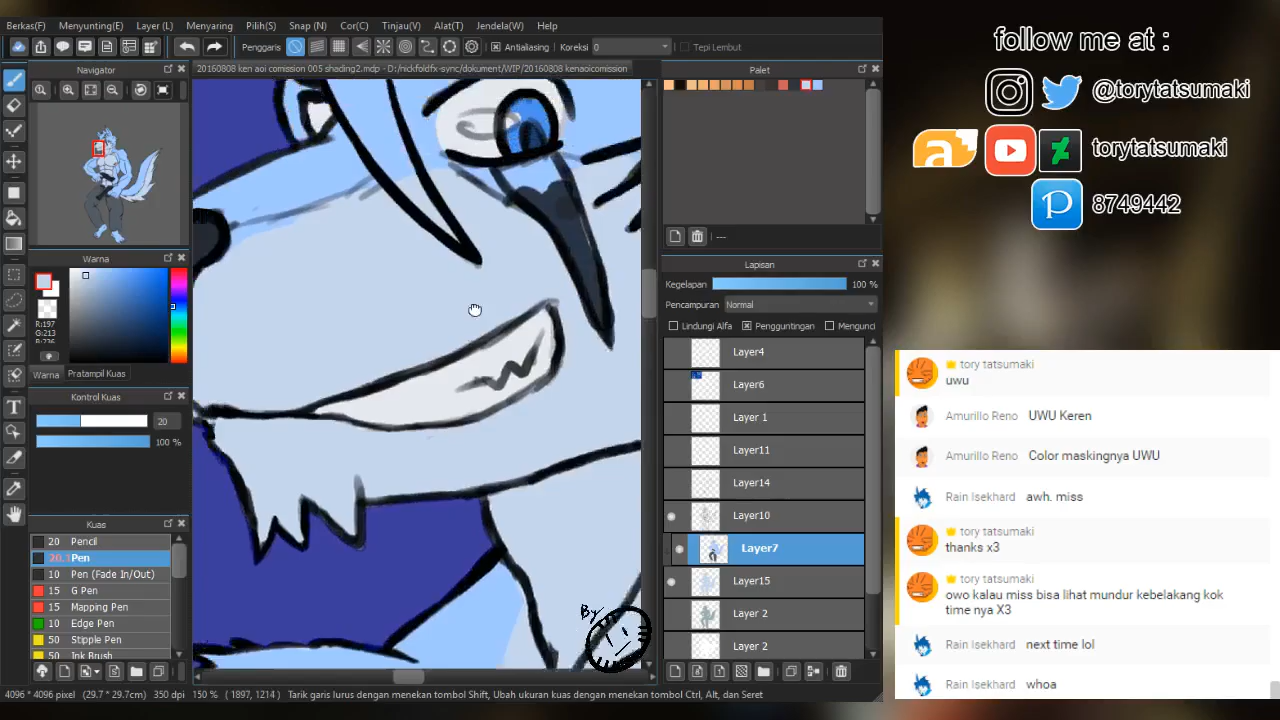 Berkas(F) Menyunting(E) Layer (L) Menyaring Pilih(S) Snap (N) Cor(C) Tinjau(V) Alat(T) Jendela(W) Help
Penggaris Antialiasing Koreksi 0 Tepi Lembut
Navigator
20160808 ken aoi comission 005 shading2.mdp - D:/nickfoldfx-sync/dokument/WIP/20160808 kenaoicomission
Palet
---
Warna
R:197
G:213
B:236
Warna Pratampil Kuas
Kontrol Kuas
20
100 %
Kuas
20 Pencil
20.1 Pen
10 Pen (Fade In/Out)
15 G Pen
15 Mapping Pen
10 Edge Pen
50 Stipple Pen
50 Ink Brush
Lapisan
Kegelapan 100 %
Pencampuran Normal
Lindungi Alfa Pengguntingan Mengunci
Layer4
Layer6
Layer 1
Layer11
Layer14
Layer10
Layer7
Layer15
Layer 2
Layer 2
By
4096 * 4096 pixel (29.7 * 29.7cm) 350 dpi 150 % (1897, 1214) Tarik garis lurus dengan menekan tombol Shift, Ubah ukuran kuas dengan menekan tombol Ctrl, Alt, dan Seret
follow me at :
@torytatsumaki
torytatsumaki
8749442
tory tatsumaki
uwu
Amurillo Reno UWU Keren
Amurillo Reno Color maskingnya UWU
Rain Isekhard awh. miss
tory tatsumaki
thanks x3
tory tatsumaki
owo kalau miss bisa lihat mundur kebelakang kok
time nya X3
Rain Isekhard next time lol
Rain Isekhard whoa